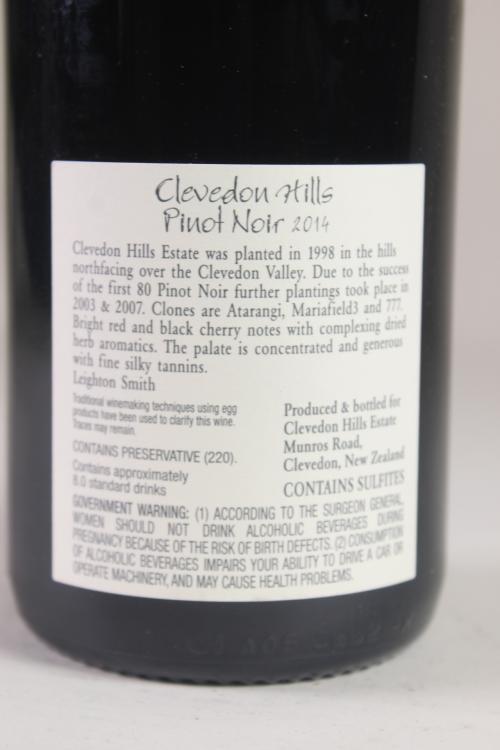 Clevedon Hills
Pinot Noir 2014
Clevedon Hills Estate was planted in 1998 in the hills
northfacing over the Clevedon Valley. Due to the success
of the first 80 Pinot Noir further plantings took place in
2003 & 2007. Clones are Atarangi, Mariafield3 and 777.
Bright red and black cherry notes with complexing dried
herb aromatics. The palate is concentrated and generous
with fine silky tannins.
Leighton Smith
Traditional winemaking techniques using egg
products have been used to clarify this wine.
Traces may remain.
CONTAINS PRESERVATIVE (220).
Contains approximately
8.0 standard drinks
Produced & bottled for
Clevedon Hills Estate
Munros Road,
Clevedon, New Zealand
CONTAINS SULFITES
GOVERNMENT WARNING: (1) ACCORDING TO THE SURGEON GENERAL,
WOMEN SHOULD NOT DRINK ALCOHOLIC BEVERAGES DURING
PREGNANCY BECAUSE OF THE RISK OF BIRTH DEFECTS. (2) CONSUMPTION
OF ALCOHOLIC BEVERAGES IMPAIRS YOUR ABILITY TO DRIVE A CAR OR
OPERATE MACHINERY, AND MAY CAUSE HEALTH PROBLEMS.